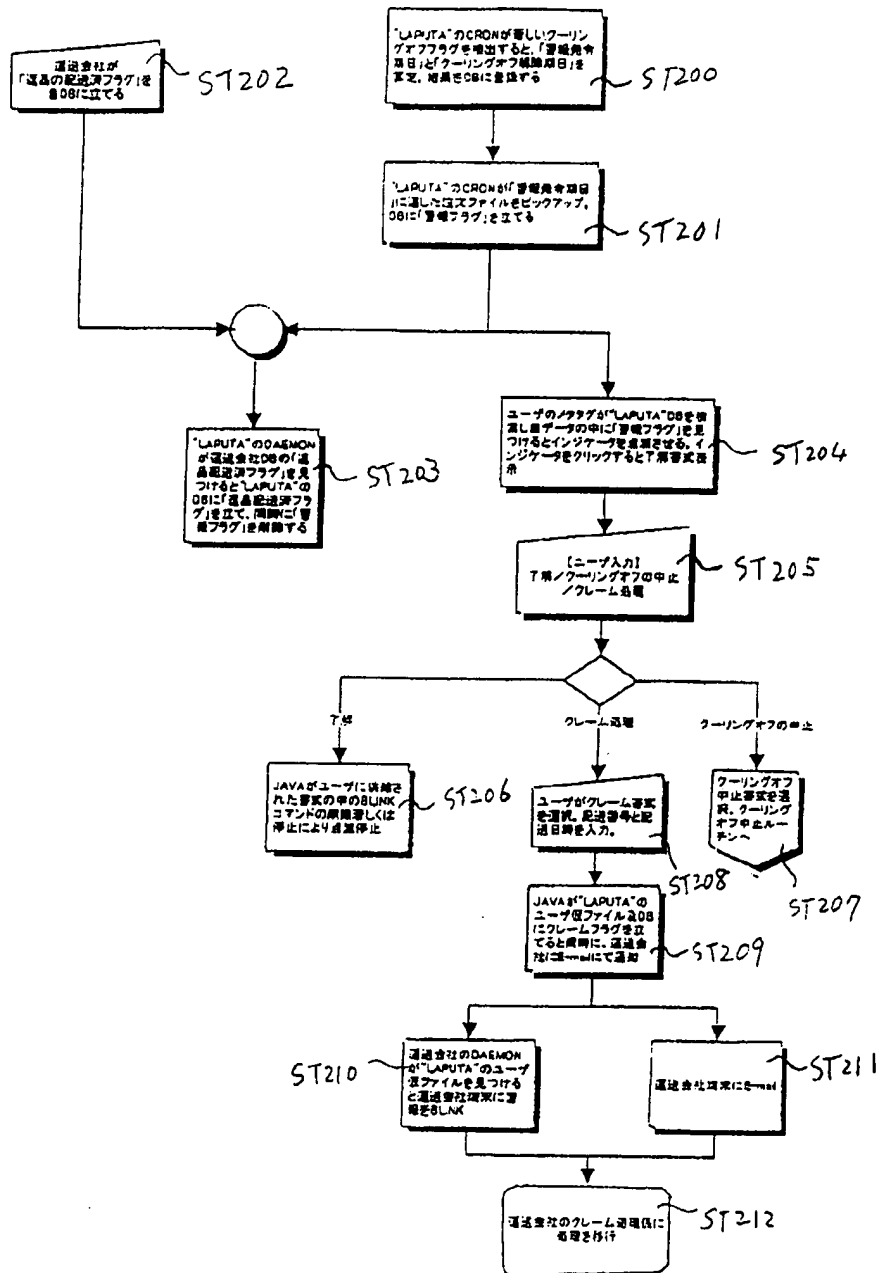 "LAPUTA"のCRONが新しいクーリン
グオフフラグを検出すると、「警報発令
期日」と「クーリングオフ解除期日」を
算定、結果をDBに登録する
ST200
運送会社が
「返品の配送済フラグ」を
自DBに立てる
ST202
"LAPUTA"のCRONが「警報発令期日
」に達した注文ファイルをピックアップ。
DBに「警報フラグ」を立てる
ST201
"LAPUTA"のDAEMON
が運送会社DBの「返
品配送済フラグ」を見
つけると"LAPUTA"の
DBに「返品配送済フラ
グ」を立て、同時に「警
報フラグ」を解除する
ST203
ユーザのメタタグが"LAPUTA"DBを検
索し自データの中に「警報フラグ」を見
つけるとインジケータを点滅させる。イ
ンジケータをクリックすると了解書式表
示
ST204
【ユーザ入力】
了解/クーリングオフの中止
/クレーム処理
ST205
了解
クレーム処理
クーリングオフの中止
JAVAがユーザに供給さ
れた書式の中のBLINK
コマンドの解除若しくは
停止により点滅停止
ST206
ユーザがクレーム書式
を選択。配送番号と配
送日時を入力。
ST208
クーリングオフ
中止書式を選
択。クーリング
オフ中止ルー
チンへ
ST207
JAVAが"LAPUTA"の
ユーザ仮ファイル及DB
にクレームフラグを立
てると同時に、運送会
社にE-mailにて通知
ST209
運送会社のDAEMON
が"LAPUTA"のユーザ
仮ファイルを見つける
と運送会社端末に警
報をBLINK
ST210
運送会社端末にE-mail
ST211
運送会社のクレーム処理係に
処理を移行
ST212